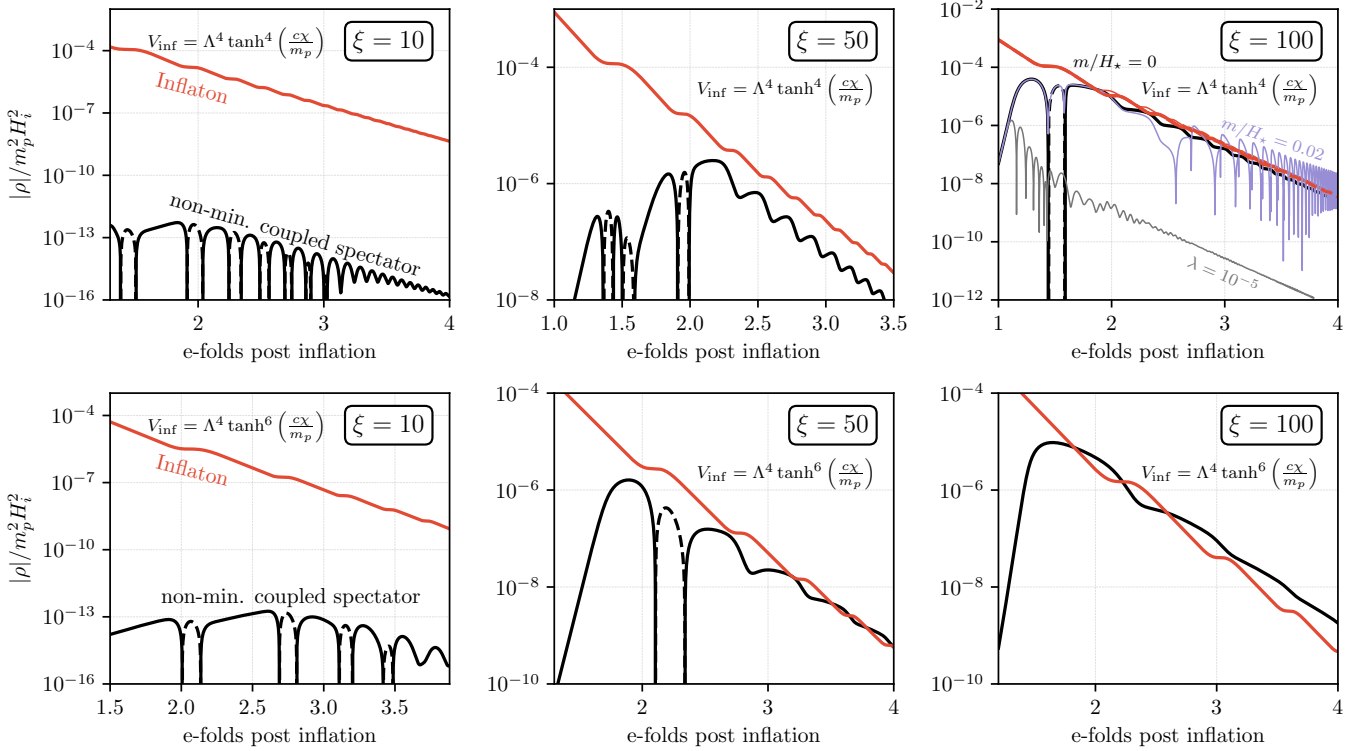 |ρ|/m_p^2 H_i^2
10^−4
10^−7
10^−10
10^−13
10^−16
V_inf = Λ^4 tanh^4 (cχ/m_p)
ξ = 10
Inflaton
non-min. coupled spectator
2 3 4
e-folds post inflation
10^−4
10^−6
10^−8
ξ = 50
V_inf = Λ^4 tanh^4 (cχ/m_p)
1.0 1.5 2.0 2.5 3.0 3.5
e-folds post inflation
10^−2
10^−4
10^−6
10^−8
10^−10
10^−12
m/H_⋆ = 0
ξ = 100
V_inf = Λ^4 tanh^4 (cχ/m_p)
m/H_⋆ = 0.02
λ = 10^−5
1 2 3 4
e-folds post inflation
|ρ|/m_p^2 H_i^2
10^−4
10^−7
10^−10
10^−13
10^−16
V_inf = Λ^4 tanh^6 (cχ/m_p)
ξ = 10
Inflaton
non-min. coupled spectator
1.5 2.0 2.5 3.0 3.5
e-folds post inflation
10^−4
10^−6
10^−8
10^−10
ξ = 50
V_inf = Λ^4 tanh^6 (cχ/m_p)
2 3 4
e-folds post inflation
10^−4
10^−6
10^−8
10^−10
ξ = 100
V_inf = Λ^4 tanh^6 (cχ/m_p)
2 3 4
e-folds post inflation